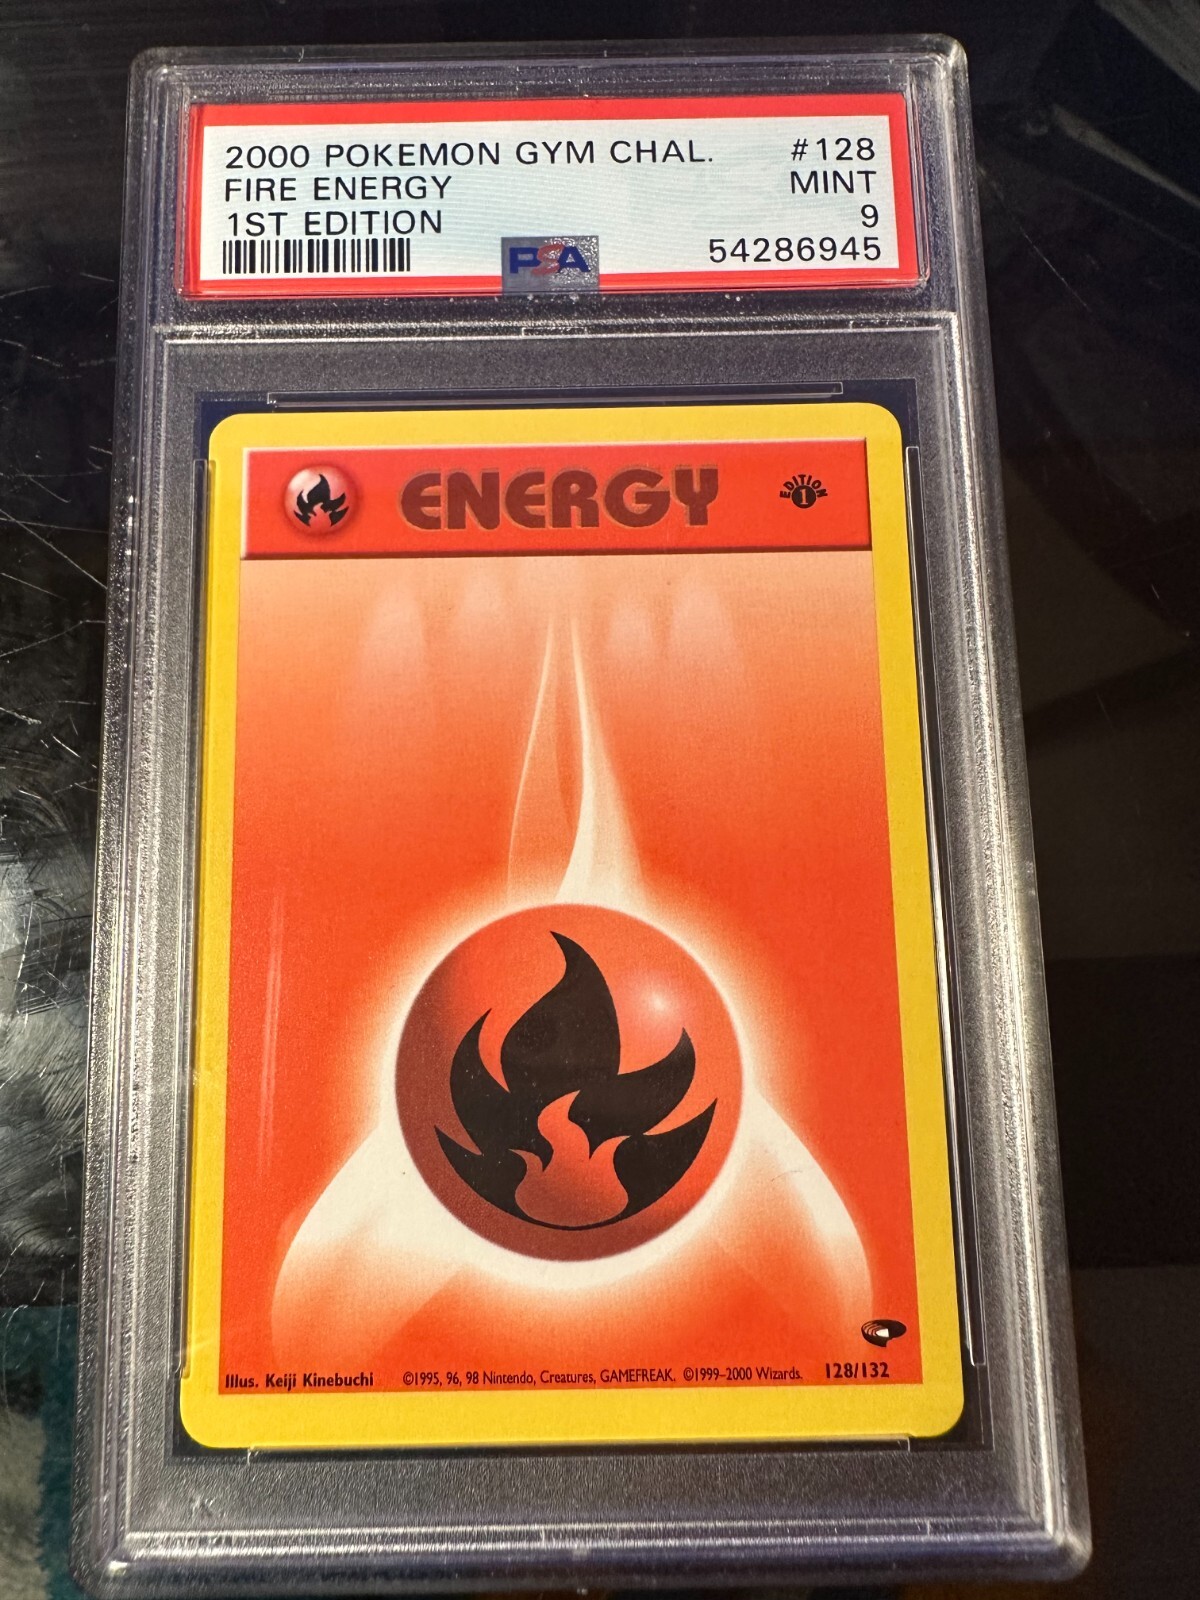 2000 POKEMON GYM CHAL. #128
FIRE ENERGY MINT
1ST EDITION 9
PSA 54286945
ENERGY
EDITION 1
Illus. Keiji Kinebuchi ©1995, 96, 98 Nintendo, Creatures, GAMEFREAK. ©1999-2000 Wizards. 128/132